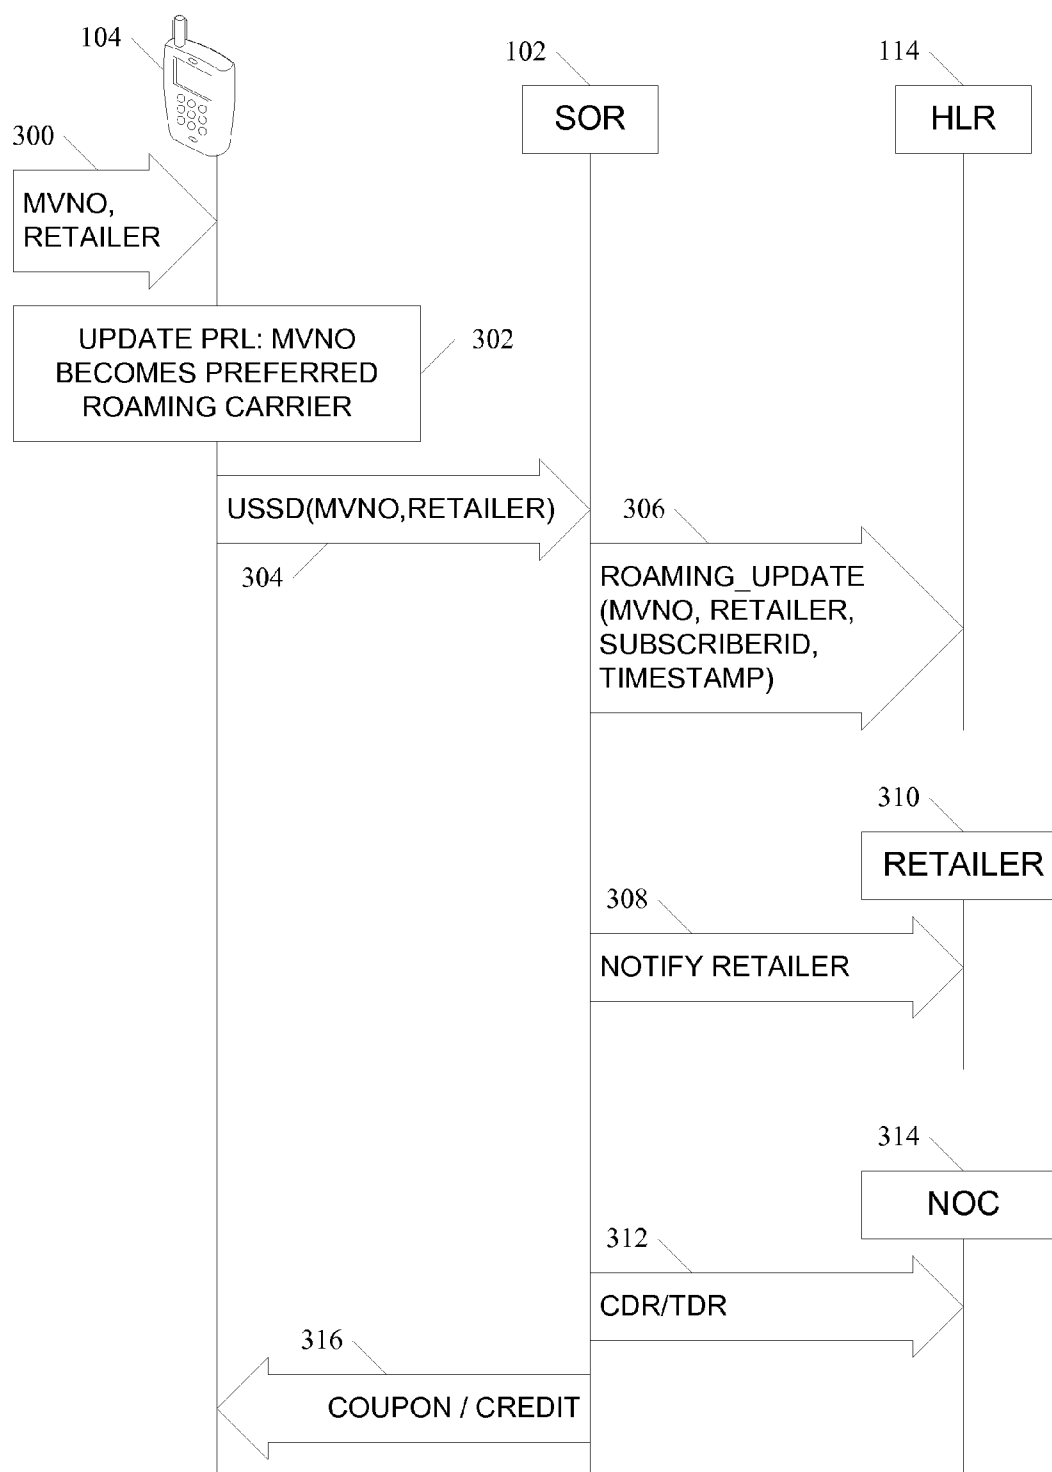 104
102
114
SOR
HLR
300
MVNO,
RETAILER
UPDATE PRL: MVNO
BECOMES PREFERRED
ROAMING CARRIER
302
USSD(MVNO,RETAILER)
304
306
ROAMING_UPDATE
(MVNO, RETAILER,
SUBSCRIBERID,
TIMESTAMP)
310
RETAILER
308
NOTIFY RETAILER
314
NOC
312
CDR/TDR
316
COUPON / CREDIT